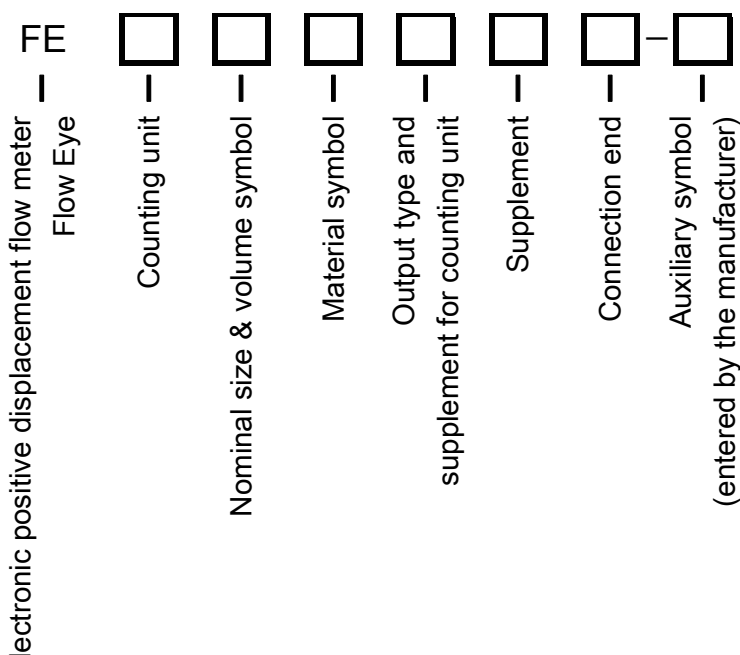 FE
–
lectronic positive displacement flow meter
Flow Eye
Counting unit
Nominal size & volume symbol
Material symbol
Output type and
supplement for counting unit
Supplement
Connection end
Auxiliary symbol
(entered by the manufacturer)